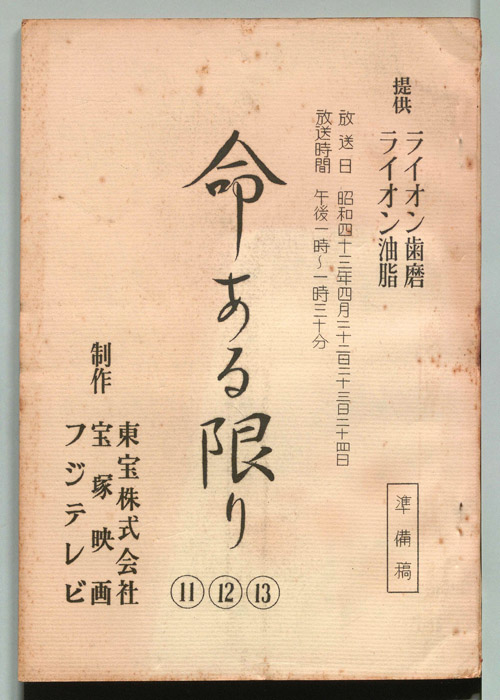 提供
ライオン歯磨
ライオン油脂
放送日 昭和四十三年四月二十二日二十三日二十四日
放送時間 午後一時～一時三十分
準備稿
命ある限り
⑪⑫⑬
制作
東宝株式会社
宝塚映画
フジテレビ